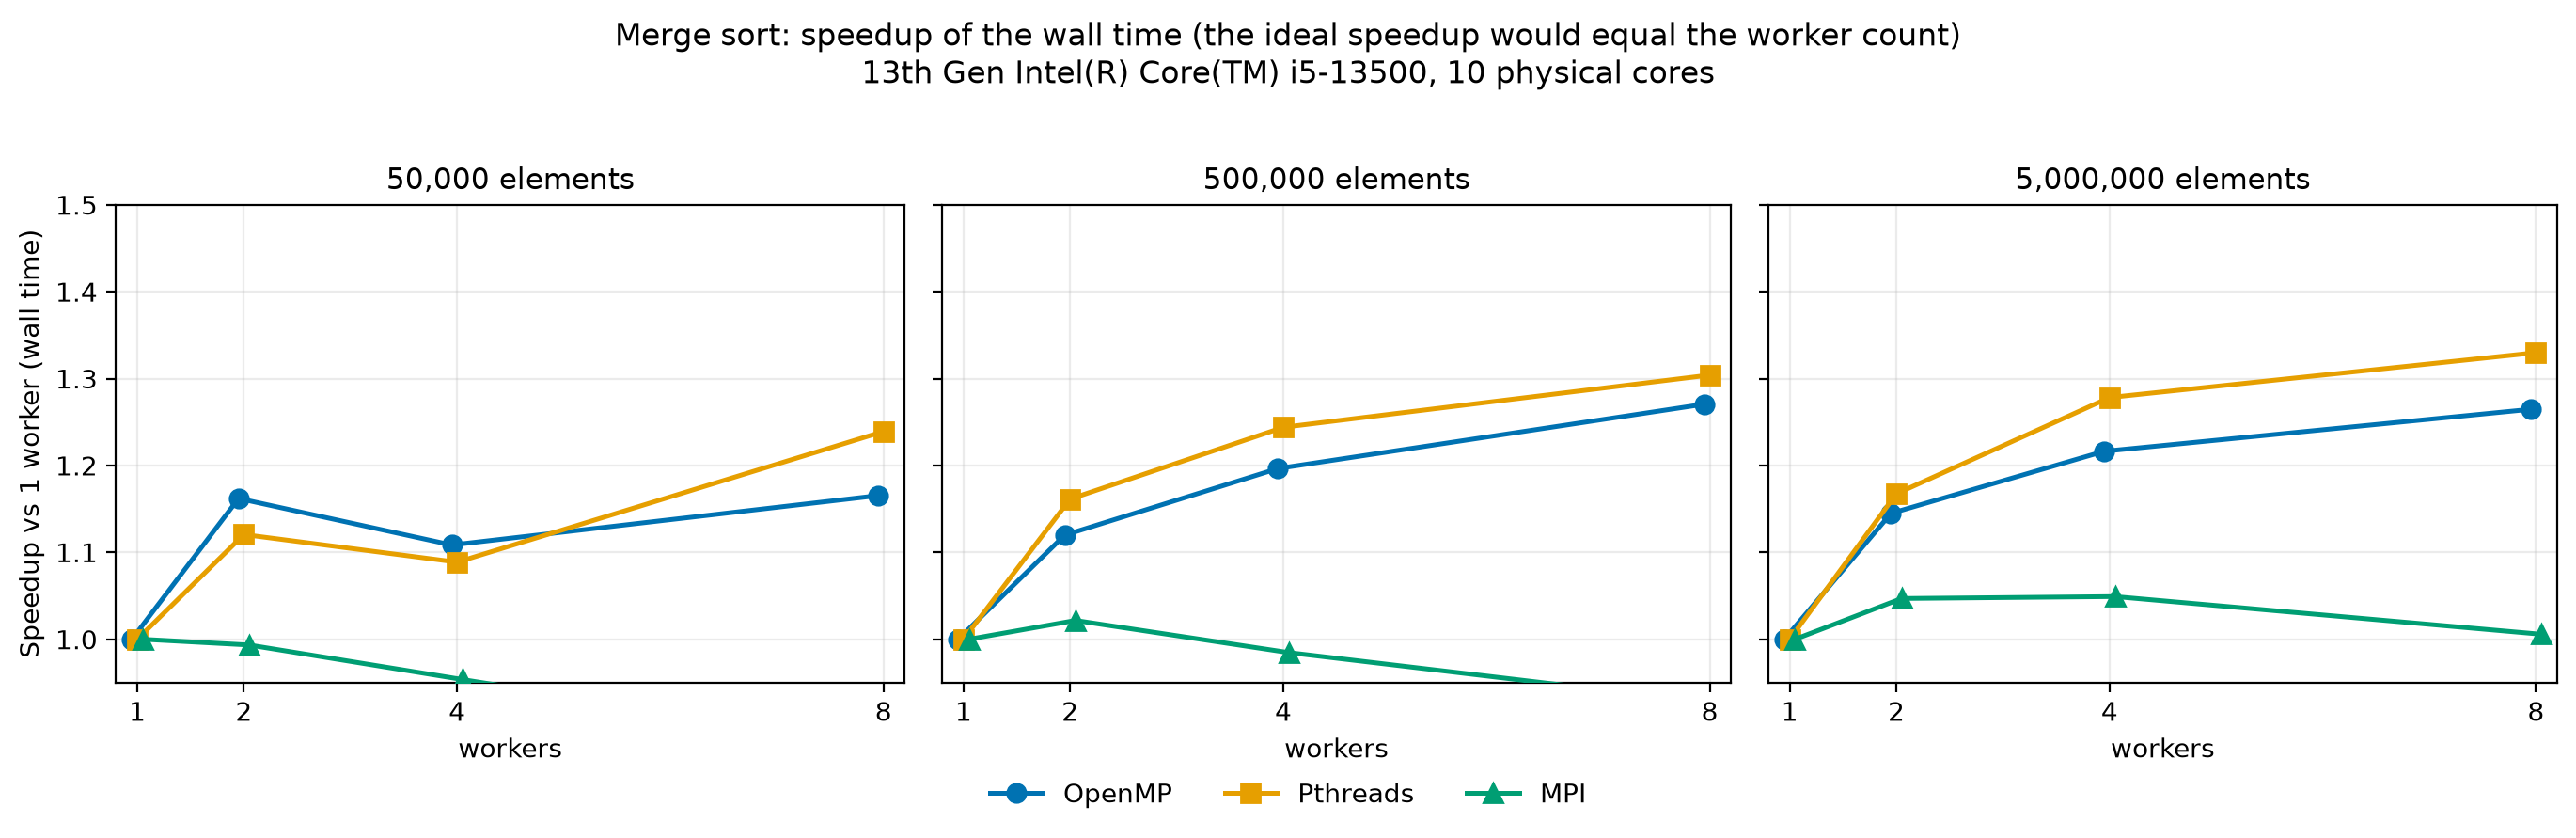 Merge sort: speedup of the wall time (the ideal speedup would equal the worker count)
13th Gen Intel(R) Core(TM) i5-13500, 10 physical cores
50,000 elements
500,000 elements
5,000,000 elements
Speedup vs 1 worker (wall time)
1.5
1.4
1.3
1.2
1.1
1.0
1 2 4 8
1 2 4 8
1 2 4 8
workers
workers
workers
OpenMP Pthreads MPI